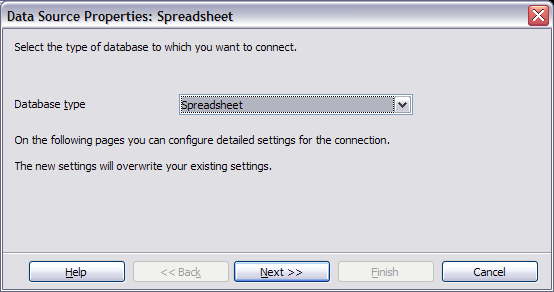 Data Source Properties: Spreadsheet
Select the type of database to which you want to connect.
Database type
Spreadsheet
On the following pages you can configure detailed settings for the connection.
The new settings will overwrite your existing settings.
Help
<< Back
Next >>
Finish
Cancel